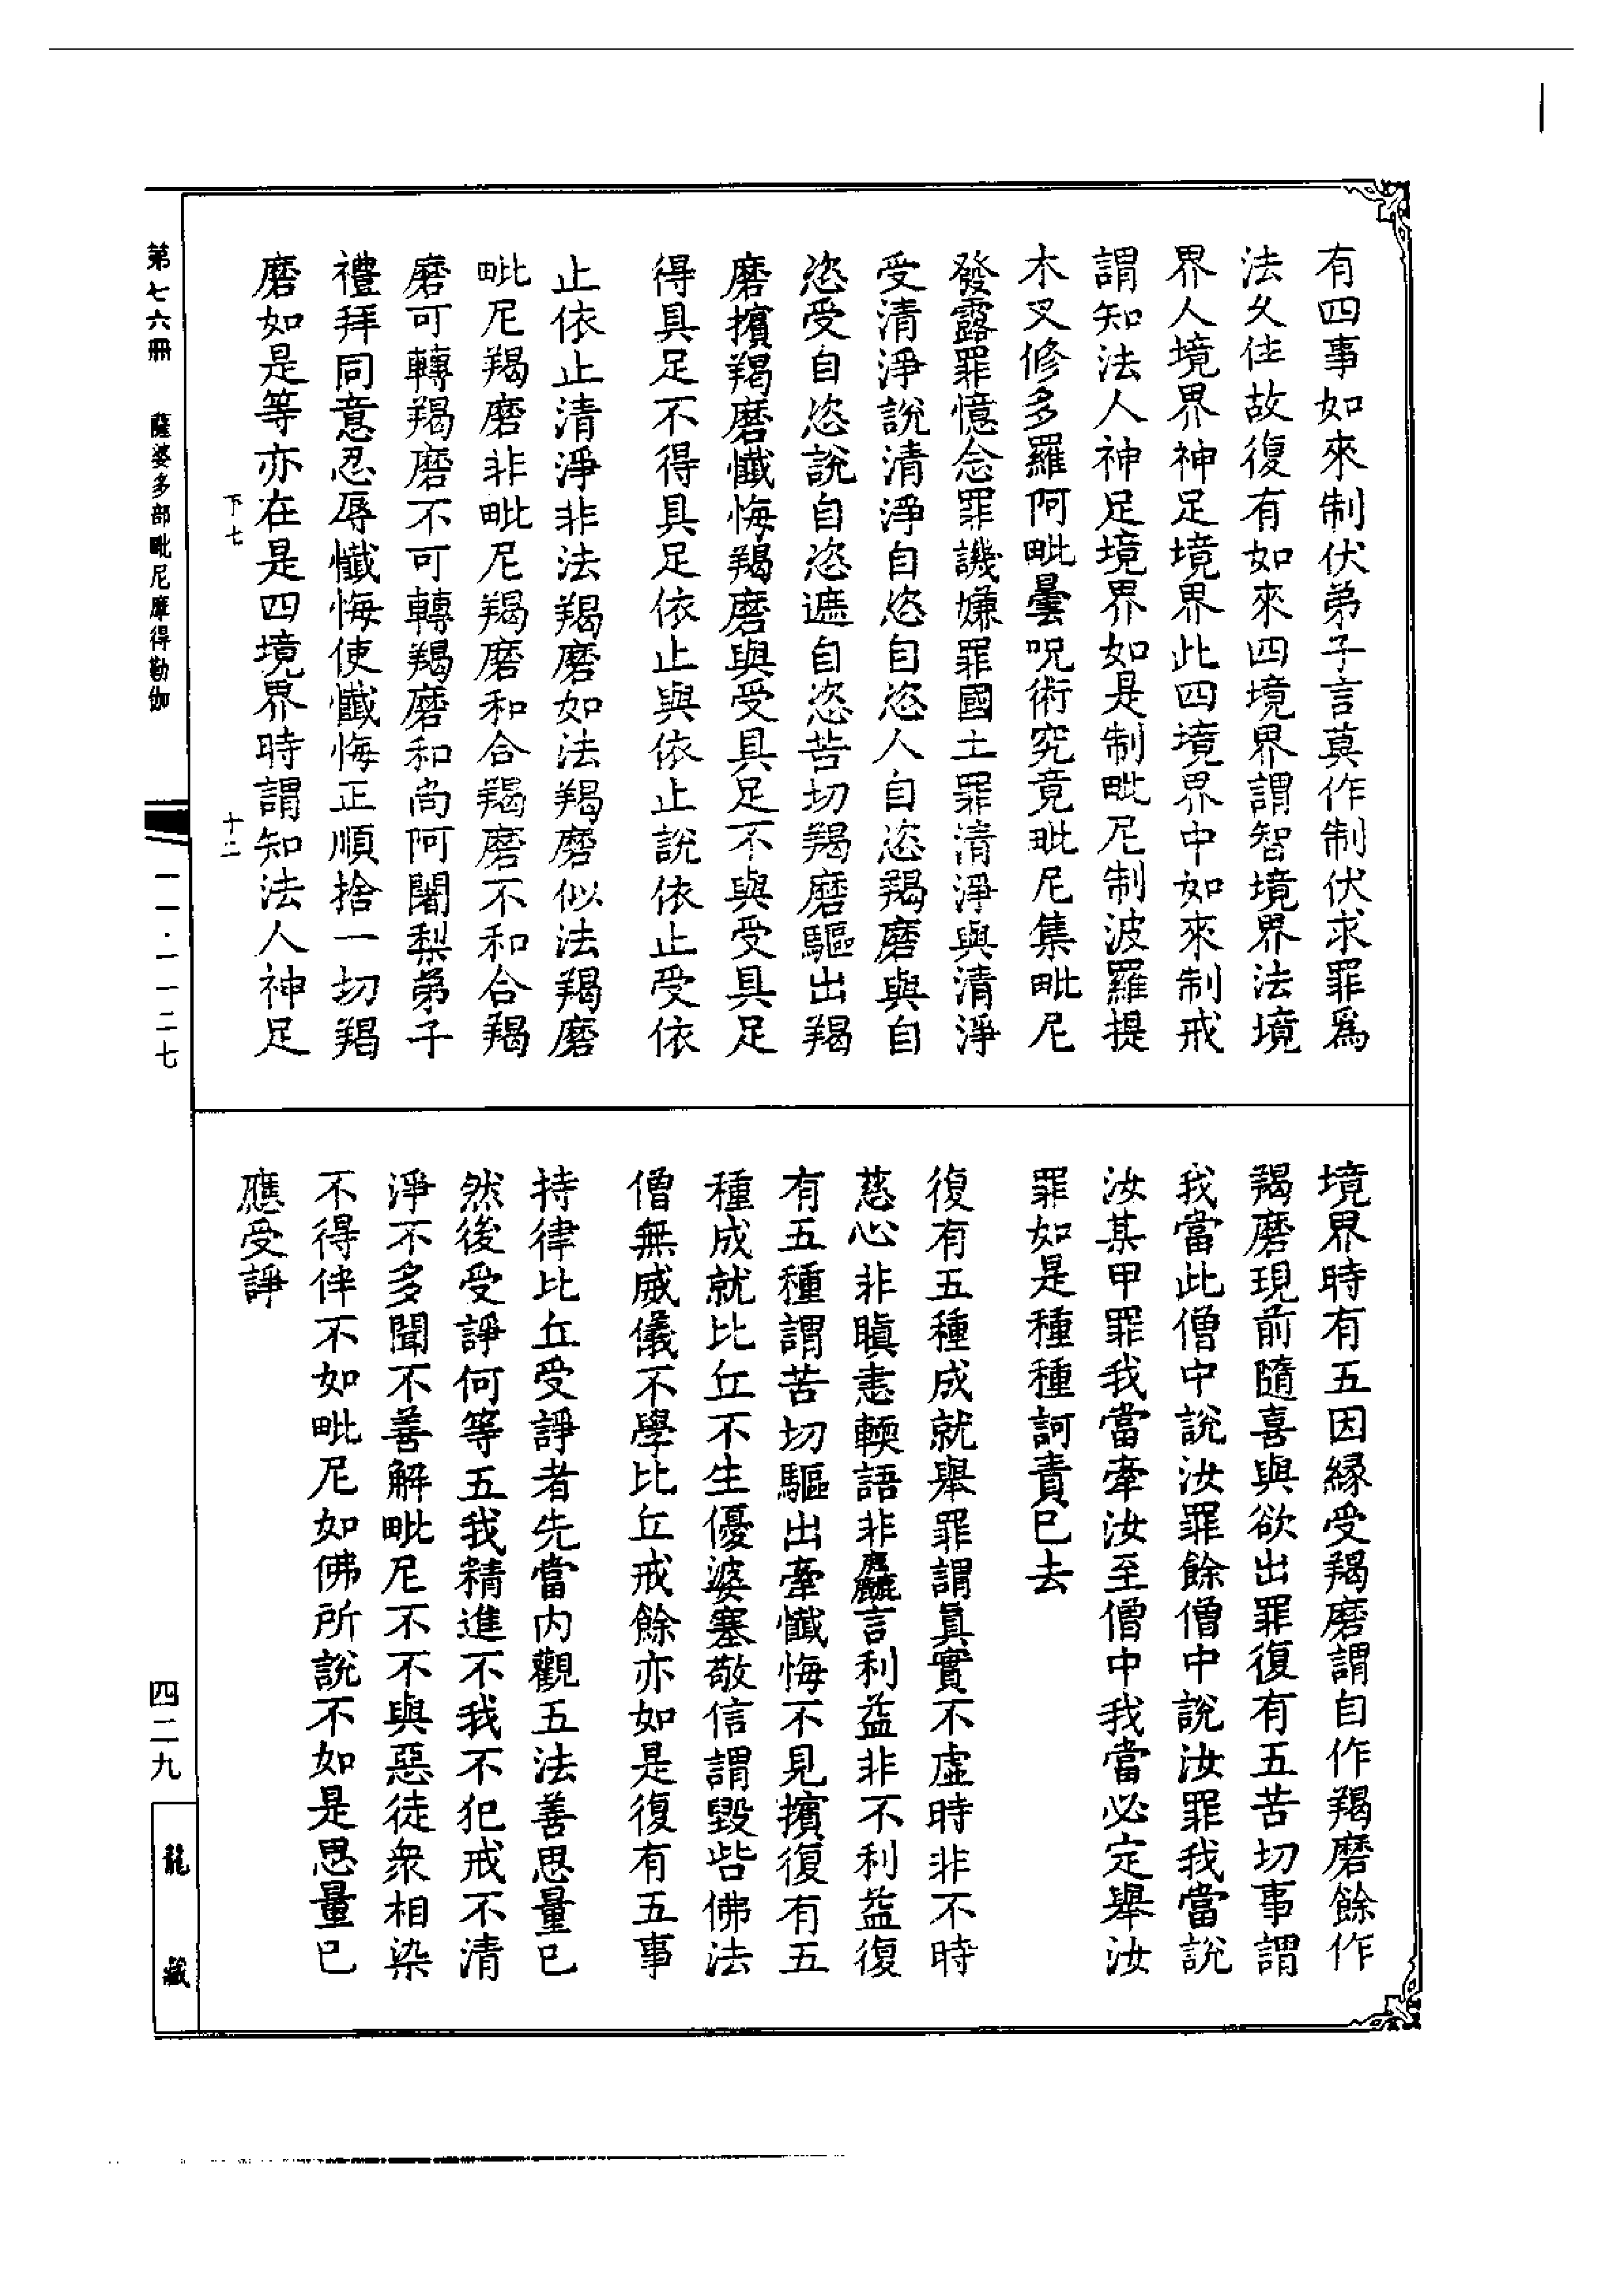 有四事如來制伏弟子言莫作制伏求罪爲
法久住故復有如來四境界謂智境界法境
界人境界神足境界此四境界中如來制戒
謂知法人神足境界如是制毗尼制波羅提
木叉修多羅阿毗曇呪術究竟毗尼集毗尼
發露罪憶念罪譏嫌罪國土罪清淨與清淨
受清淨說清淨自恣自恣人自恣羯磨與自
恣受自恣說自恣遮自恣苦切羯磨驅出羯
磨擯羯磨懺悔羯磨與受具足不與受具足
得具足不得具足依止與依止說依止受依
止依止清淨非法羯磨如法羯磨似法羯磨
毗尼羯磨非毗尼羯磨和合羯磨不和合羯
磨可轉羯磨不可轉羯磨和尚阿闍梨弟子
禮拜同意忍辱懺悔使懺悔正順捨一切羯
磨如是等亦在是四境界時謂知法人神足
境界時有五因緣受羯磨謂自作羯磨餘作
羯磨現前隨喜與欲出罪復有五苦切事謂
我當此僧中說汝罪餘僧中說汝罪我當說
汝某甲罪我當牽汝至僧中我當必定舉汝
罪如是種種訶責已去
復有五種成就舉罪謂眞實不虛時非不時
慈心非瞋恚輭語非麤言利益非不利益復
有五種謂苦切驅出牽懺悔不見擯復有五
種成就比丘不生優婆塞敬信謂毀呰佛法
僧無威儀不學比丘戒餘亦如是復有五事
持律比丘受諍者先當内觀五法善思量已
然後受諍何等五我精進不我不犯戒不清
淨不多聞不善解毗尼不不與惡徒衆相染
不得伴不如毗尼如佛所說不如是思量已
應受諍
第七六冊 薩婆多部毗尼摩得勒伽
下七 十二
一一·一一二七
四二九
龍藏